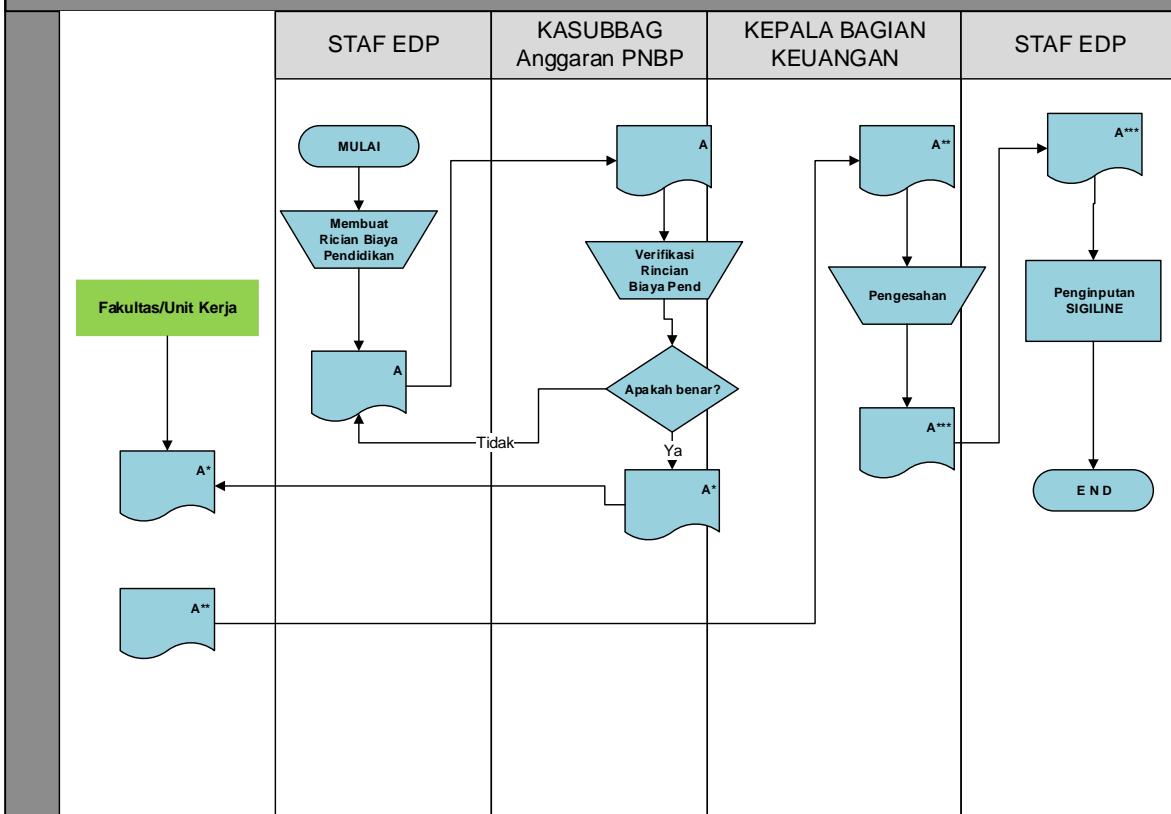 STAF EDP
KASUBBAG
Anggaran PNBP
KEPALA BAGIAN
KEUANGAN
STAF EDP
MULAI
Membuat
Rician Biaya
Pendidikan
A
A
Verifikasi
Rincian
Biaya Pend
Apakah benar?
Tidak
Ya
A*
Fakultas/Unit Kerja
A*
A**
A**
Pengesahan
A***
A***
Penginputan
SIGILINE
E N D